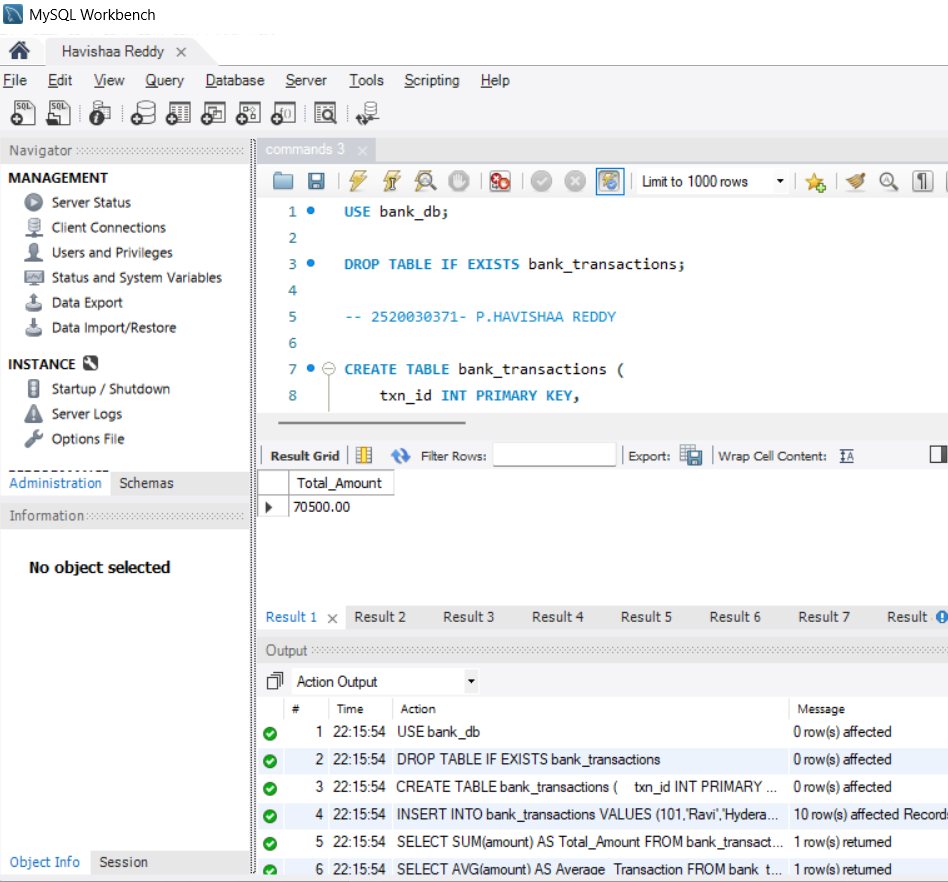 MySQL Workbench
Havishaa Reddy
File Edit View Query Database Server Tools Scripting Help
Navigator
MANAGEMENT
Server Status
Client Connections
Users and Privileges
Status and System Variables
Data Export
Data Import/Restore
INSTANCE
Startup / Shutdown
Server Logs
Options File
Administration Schemas
Information
No object selected
Object Info Session
commands 3
Limit to 1000 rows
1 USE bank_db;
2
3 DROP TABLE IF EXISTS bank_transactions;
4
5 -- 2520030371- P.HAVISHAA REDDY
6
7 CREATE TABLE bank_transactions (
8 txn_id INT PRIMARY KEY,
Result Grid Filter Rows: Export: Wrap Cell Content:
Total_Amount
70500.00
Result 1 Result 2 Result 3 Result 4 Result 5 Result 6 Result 7 Result
Output
Action Output
# Time Action Message
1 22:15:54 USE bank_db 0 row(s) affected
2 22:15:54 DROP TABLE IF EXISTS bank_transactions 0 row(s) affected
3 22:15:54 CREATE TABLE bank_transactions ( txn_id INT PRIMARY ... 0 row(s) affected
4 22:15:54 INSERT INTO bank_transactions VALUES (101,'Ravi','Hydera... 10 row(s) affected Records
5 22:15:54 SELECT SUM(amount) AS Total_Amount FROM bank_transact... 1 row(s) returned
6 22:15:54 SELECT AVG(amount) AS Average_Transaction FROM bank_t... 1 row(s) returned